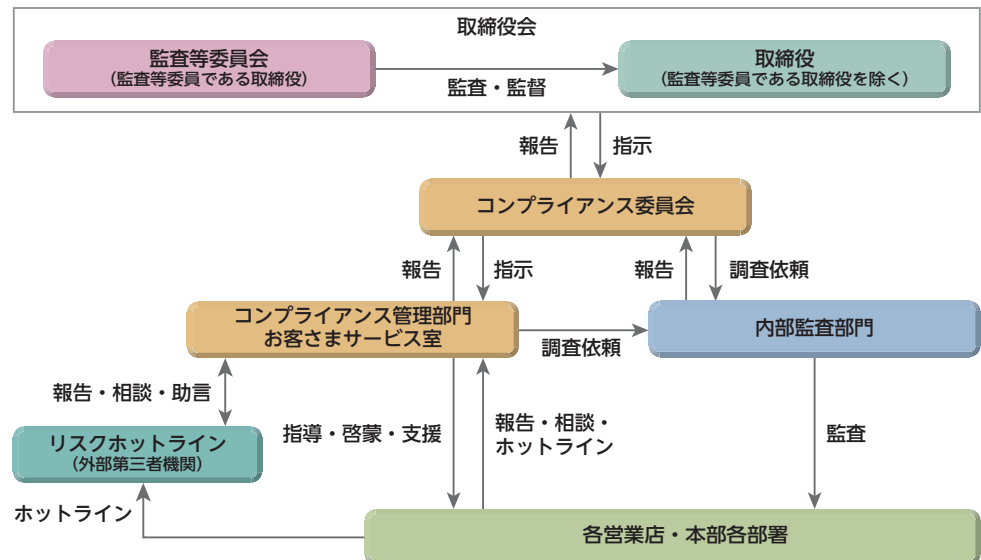 取締役会
監査等委員会
(監査等委員である取締役)
取締役
(監査等委員である取締役を除く)
監査・監督
報告
指示
コンプライアンス委員会
報告
指示
報告
調査依頼
コンプライアンス管理部門
お客さまサービス室
内部監査部門
調査依頼
報告・相談・助言
指導・啓蒙・支援
報告・相談・
ホットライン
監査
リスクホットライン
(外部第三者機関)
ホットライン
各営業店・本部各部署